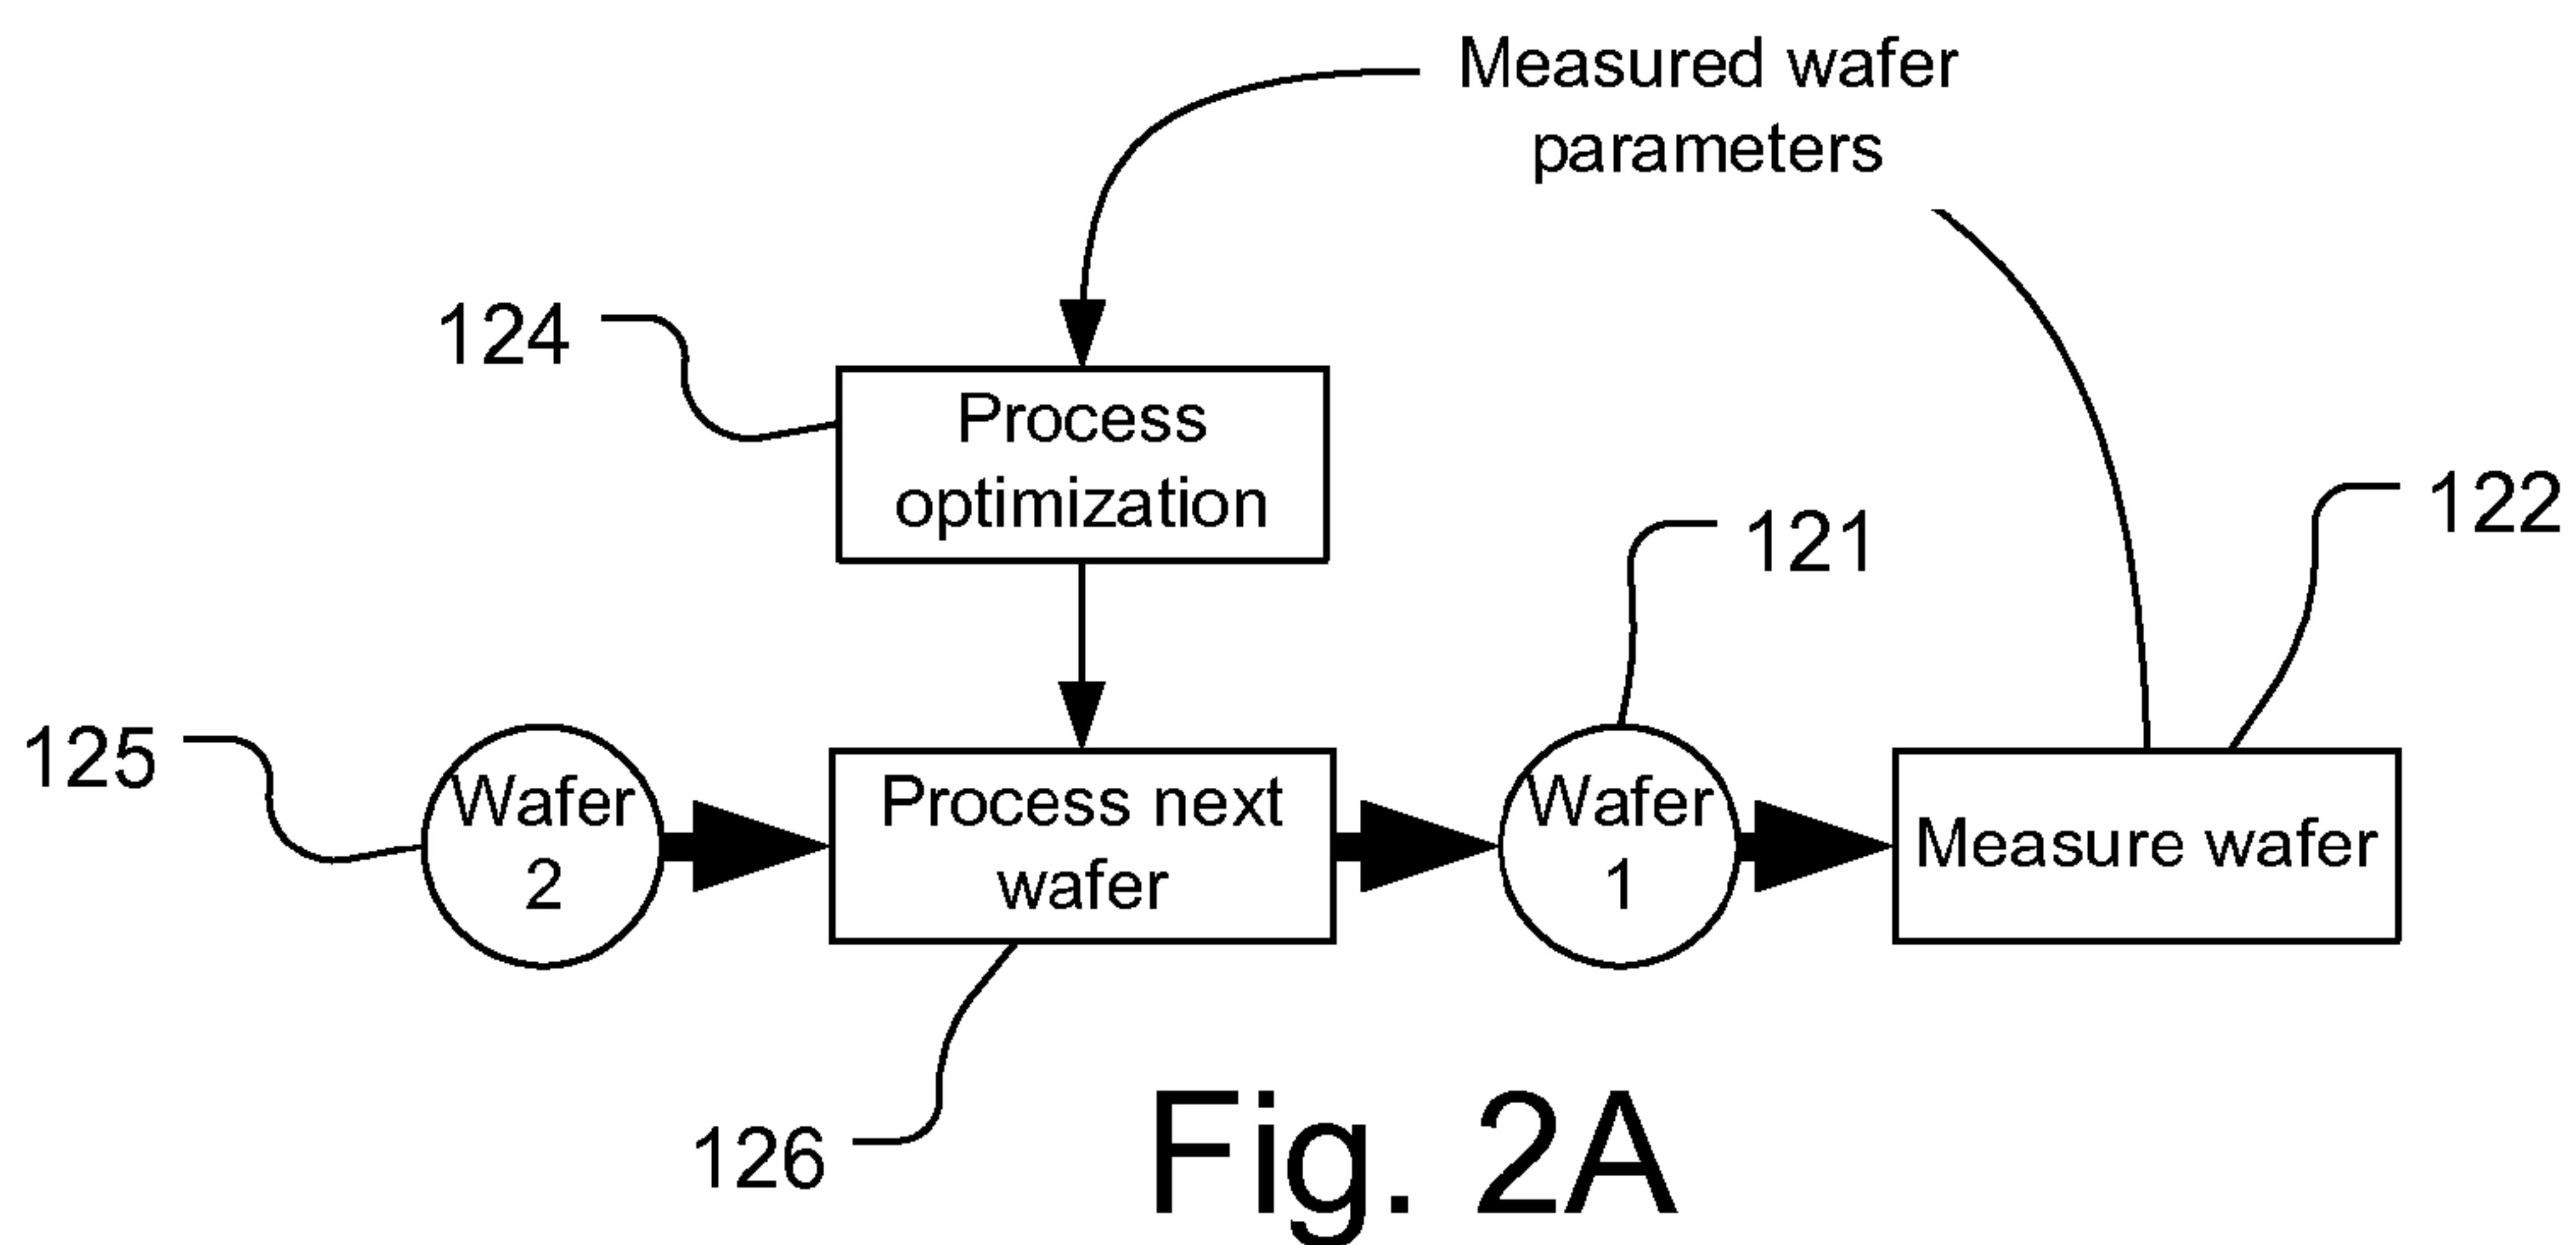 Measured wafer
parameters
124
Process
optimization
122
121
125
Wafer
2
Process next
wafer
Wafer
1
Measure wafer
126
Fig. 2A